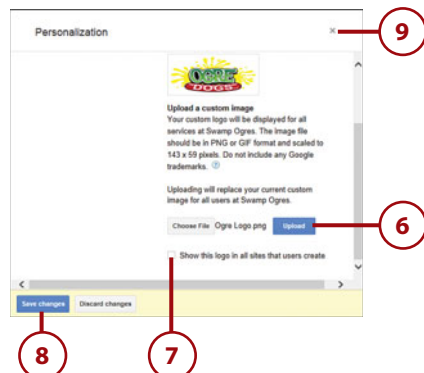 Personalization
×
9
OGRE
DOGS
Upload a custom image
Your custom logo will be displayed for all
services at Swamp Ogres. The image file
should be in PNG or GIF format and scaled to
143 x 59 pixels. Do not include any Google
trademarks. ?
Uploading will replace your current custom
image for all users at Swamp Ogres.
Choose File Ogre Logo.png Upload
6
Show this logo in all sites that users create
Save changes Discard changes
8
7